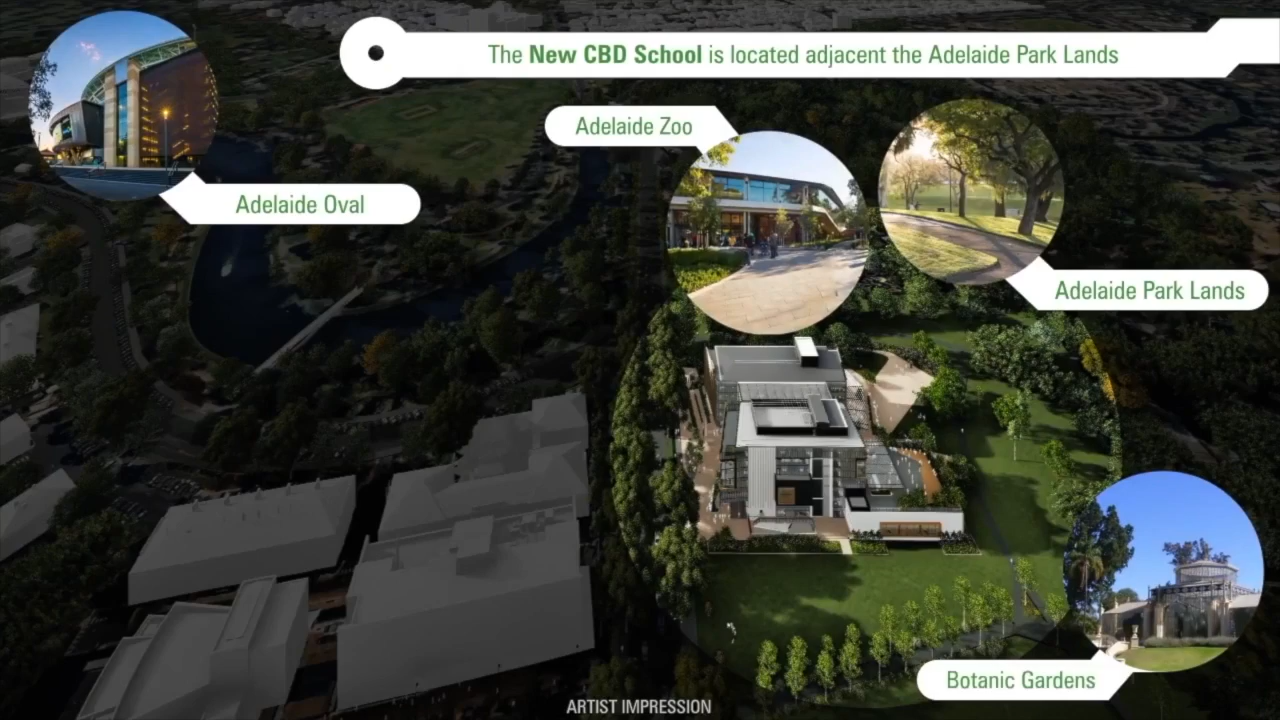 The New CBD School is located adjacent the Adelaide Park Lands
Adelaide Zoo
Adelaide Oval
Adelaide Park Lands
Botanic Gardens
ARTIST IMPRESSION